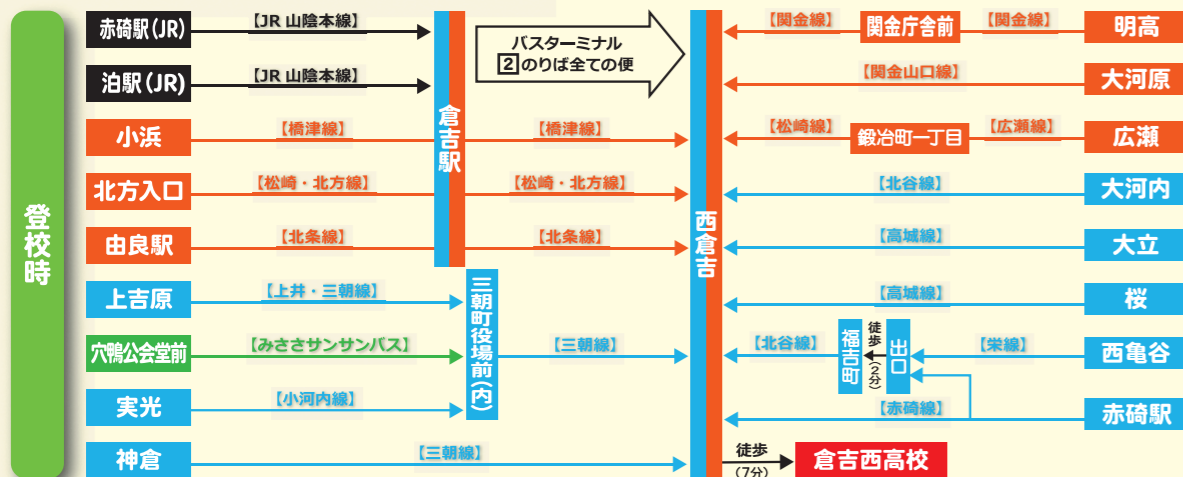 登校時
赤碕駅(JR)
【JR 山陰本線】
泊駅(JR)
【JR 山陰本線】
倉吉駅
バスターミナル
2のりば全ての便
小浜
【橋津線】
【橋津線】
北方入口
【松崎・北方線】
【松崎・北方線】
由良駅
【北条線】
【北条線】
上吉原
【上井・三朝線】
穴鴨公会堂前
【みささサンサンバス】
実光
【小河内線】
三朝町役場前(内)
【三朝線】
神倉
【三朝線】
西倉吉
【関金線】
関金庁舎前
【関金線】
明高
【関金山口線】
大河原
【松崎線】
鍛冶町一丁目
【広瀬線】
広瀬
【北谷線】
大河内
【高城線】
大立
【高城線】
桜
【北谷線】
福吉町
徒歩
(2分)
出口
【栄線】
西亀谷
【赤碕線】
赤碕駅
徒歩
(7分)
倉吉西高校